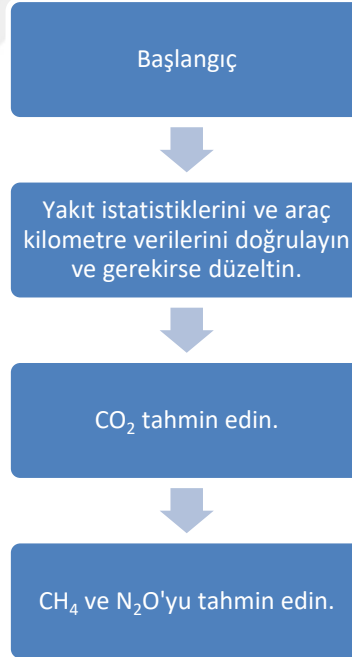 Başlangıç
Yakıt istatistiklerini ve araç
kilometre verilerini doğrulayın
ve gerekirse düzeltin.
CO₂ tahmin edin.
CH₄ ve N₂O'yu tahmin edin.